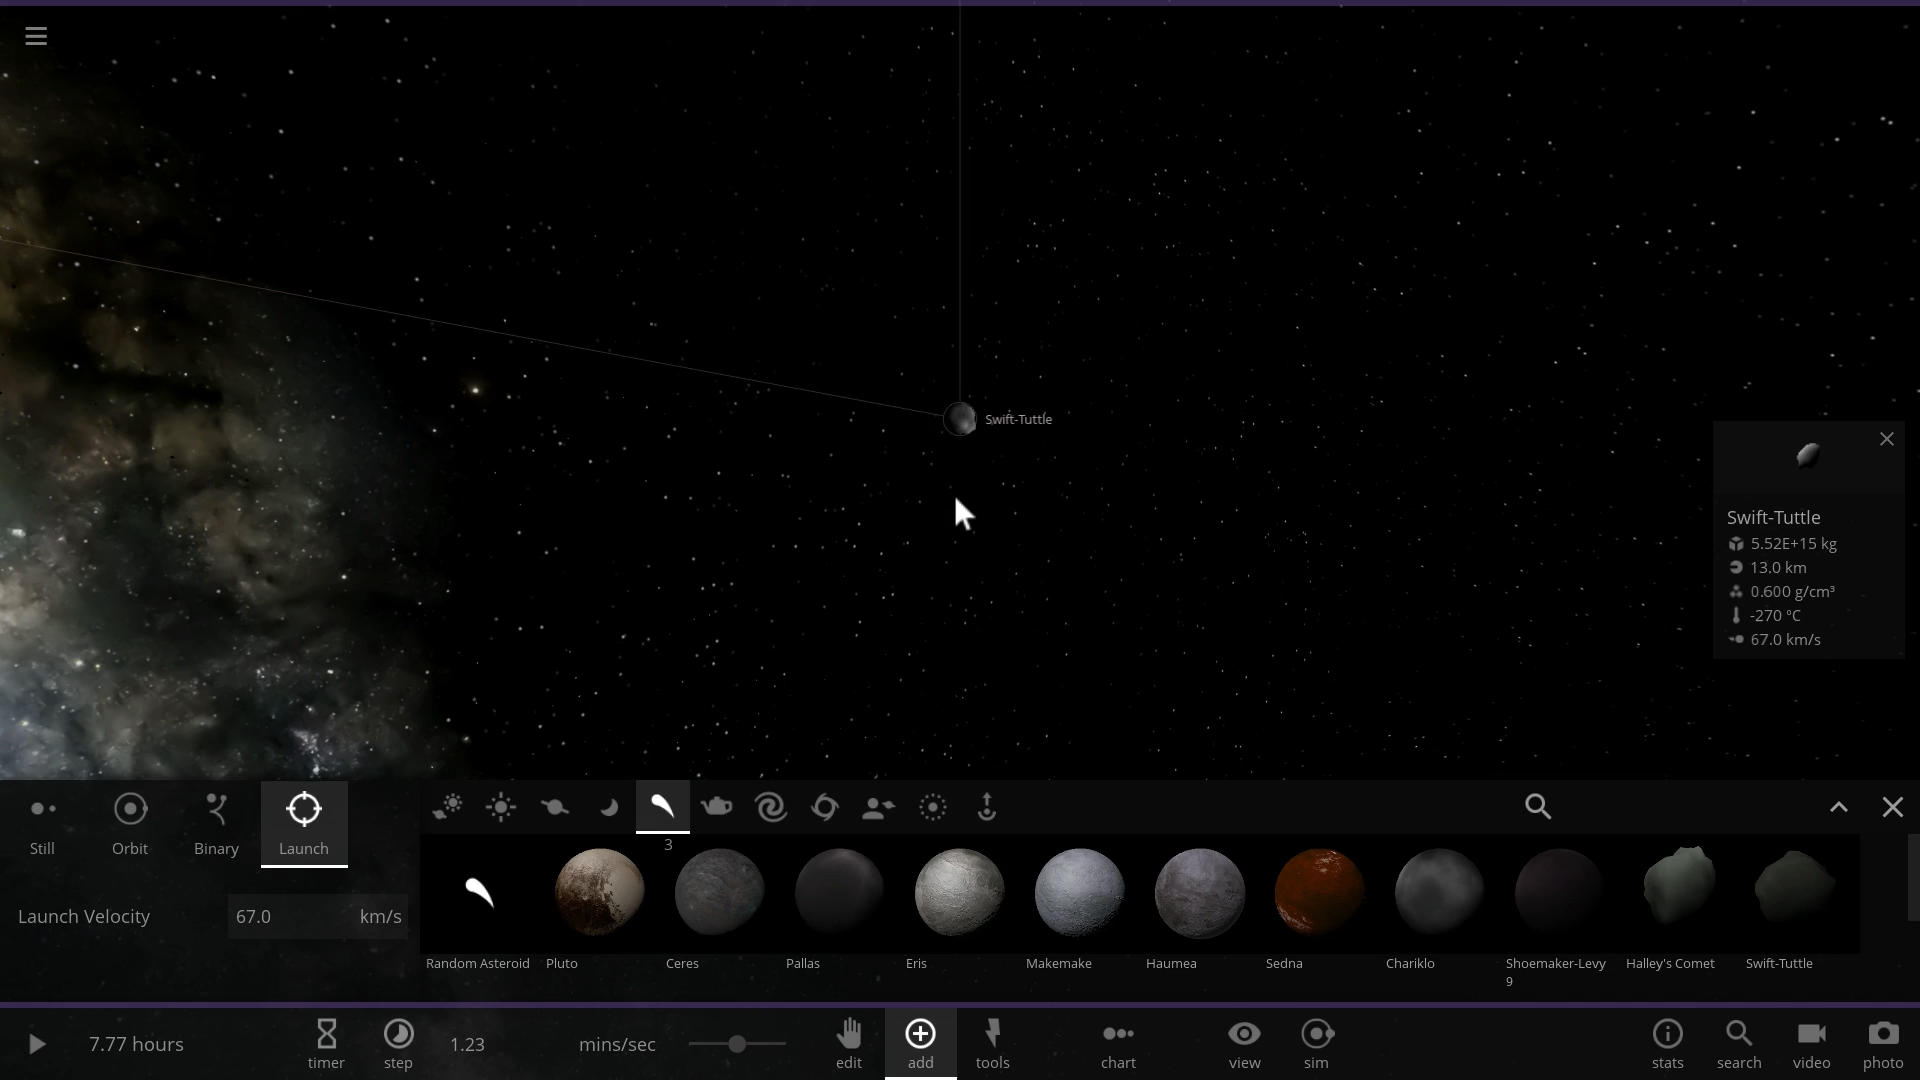 Swift-Tuttle
Swift-Tuttle
5.52E+15 kg
13.0 km
0.600 g/cm³
-270 °C
67.0 km/s
Still
Orbit
Binary
Launch
3
Launch Velocity
67.0
km/s
Random Asteroid
Pluto
Ceres
Pallas
Eris
Makemake
Haumea
Sedna
Chariklo
Shoemaker-Levy
9
Halley's Comet
Swift-Tuttle
7.77 hours
timer
step
1.23
mins/sec
edit
add
tools
chart
view
sim
stats
search
video
photo